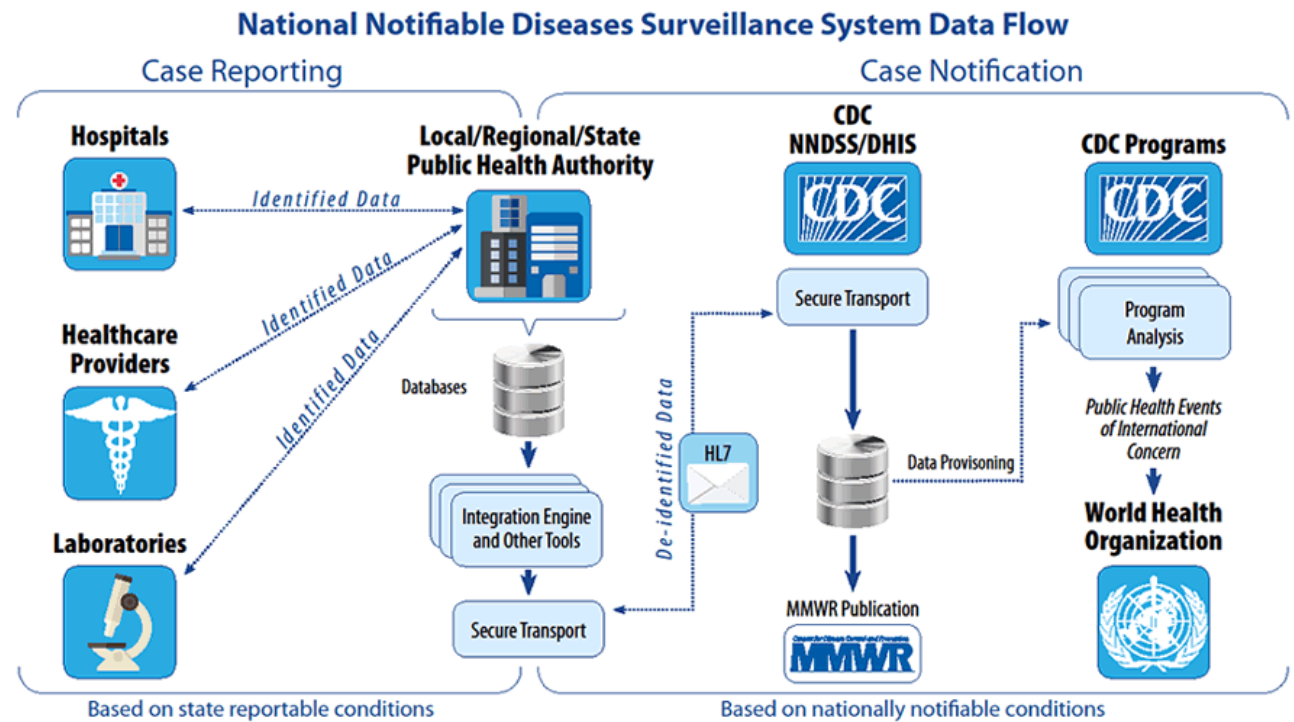 National Notifiable Diseases Surveillance System Data Flow
Case Reporting
Case Notification
Hospitals
Local/Regional/State
Public Health Authority
Identified Data
Identified Data
Identified Data
Healthcare
Providers
Laboratories
Databases
Integration Engine
and Other Tools
Secure Transport
De-identified Data
HL7
CDC
NNDSS/DHIS
CDC
Secure Transport
Data Provisoning
MMWR Publication
MMWR
CDC Programs
CDC
Program
Analysis
Public Health Events
of International
Concern
World Health
Organization
Based on state reportable conditions
Based on nationally notifiable conditions